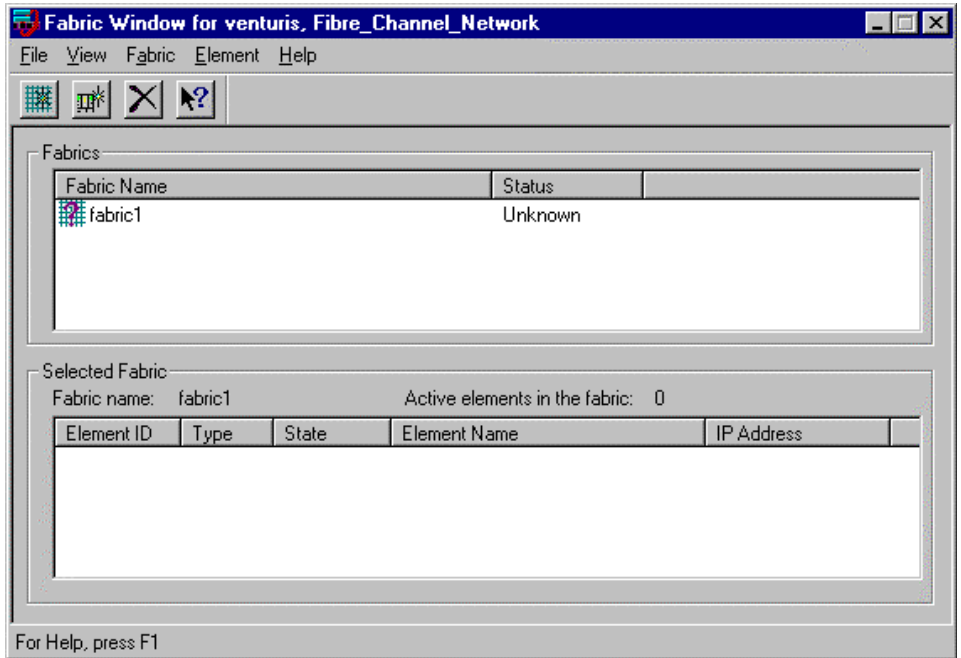 Fabric Window for venturis, Fibre_Channel_Network
File View Fabric Element Help
Fabrics
Fabric Name Status
fabric1 Unknown
Selected Fabric
Fabric name: fabric1 Active elements in the fabric: 0
Element ID Type State Element Name IP Address
For Help, press F1